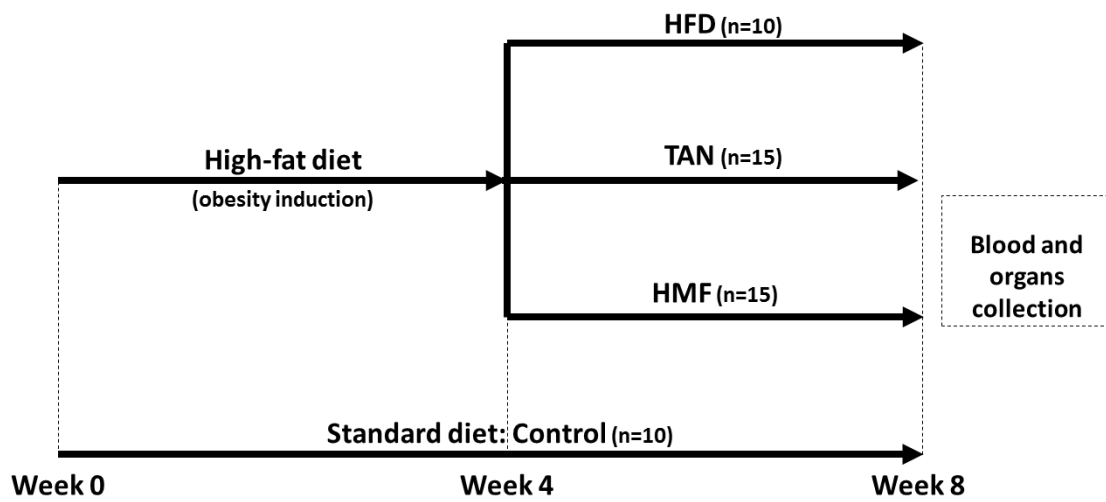 HFD (n=10)
High-fat diet
(obesity induction)
TAN (n=15)
HMF (n=15)
Blood and
organs
collection
Standard diet: Control (n=10)
Week 0
Week 4
Week 8